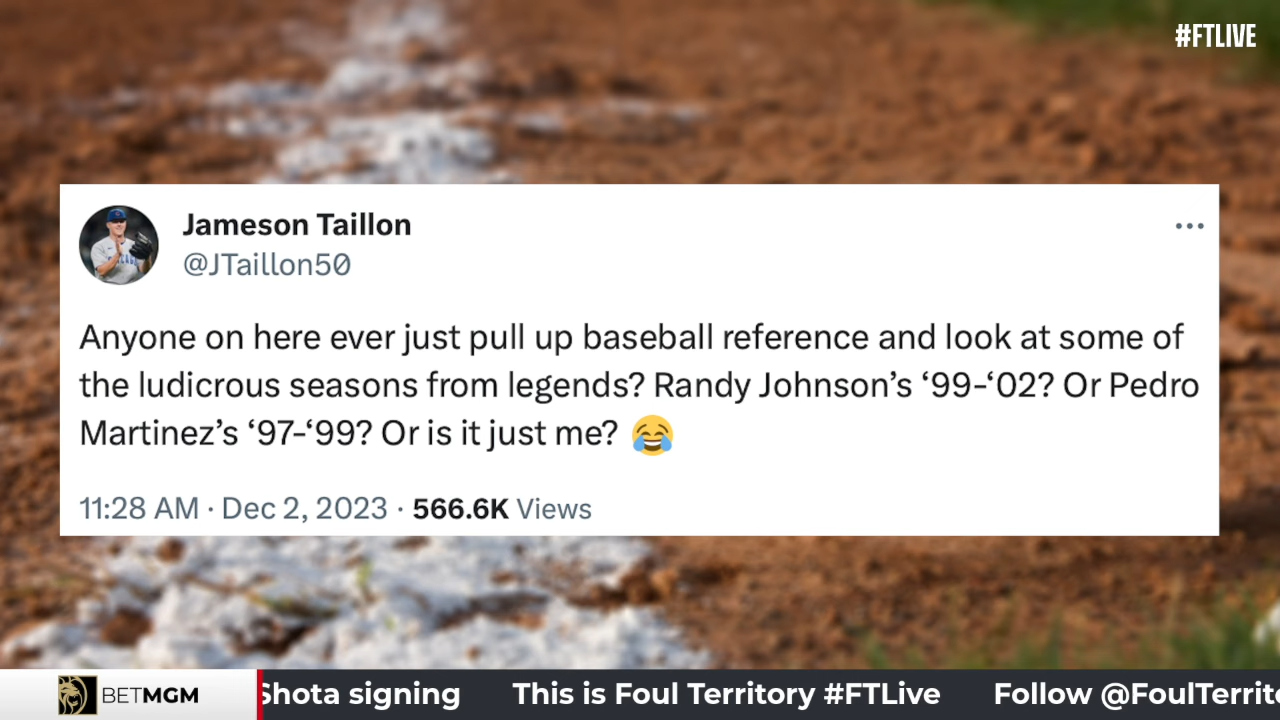 #FTLIVE
Jameson Taillon
@JTaillon50
Anyone on here ever just pull up baseball reference and look at some of
the ludicrous seasons from legends? Randy Johnson’s ‘99-‘02? Or Pedro
Martinez’s ‘97-‘99? Or is it just me? 😂
11:28 AM · Dec 2, 2023 · 566.6K Views
BETMGM Shota signing This is Foul Territory #FTLive Follow @FoulTerrit